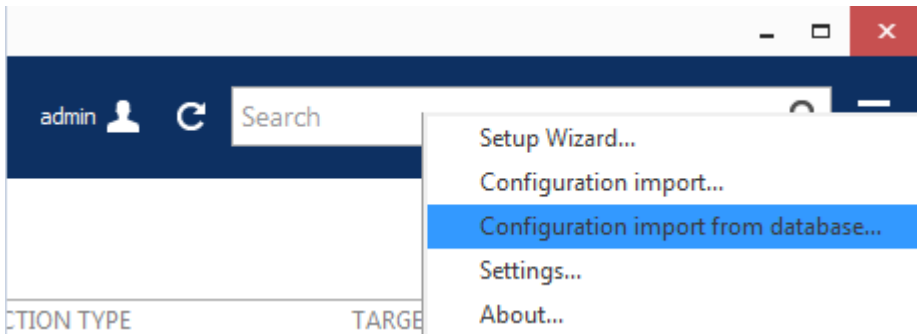 admin
Search
Setup Wizard...
Configuration import...
Configuration import from database...
Settings...
About...
CTION TYPE
TARGE